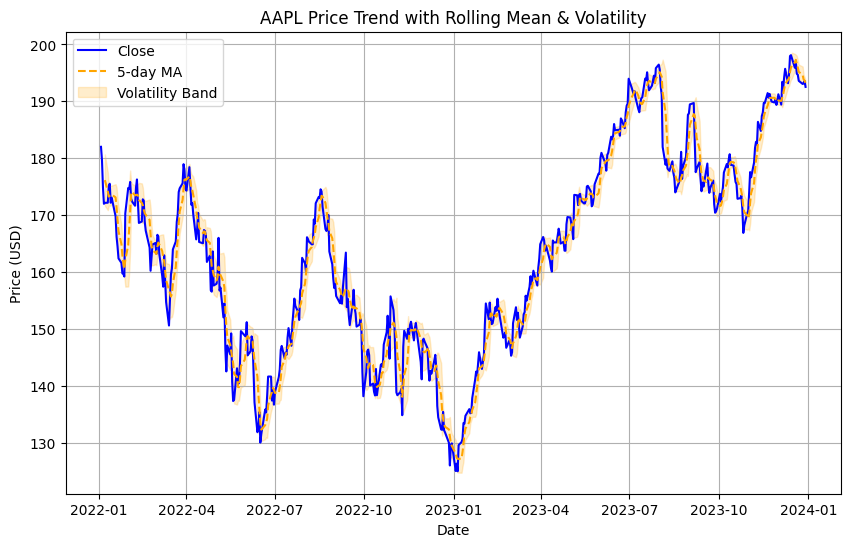 AAPL Price Trend with Rolling Mean & Volatility
Close
5-day MA
Volatility Band
200
190
180
170
160
150
140
130
Price (USD)
2022-01 2022-04 2022-07 2022-10 2023-01 2023-04 2023-07 2023-10 2024-01
Date